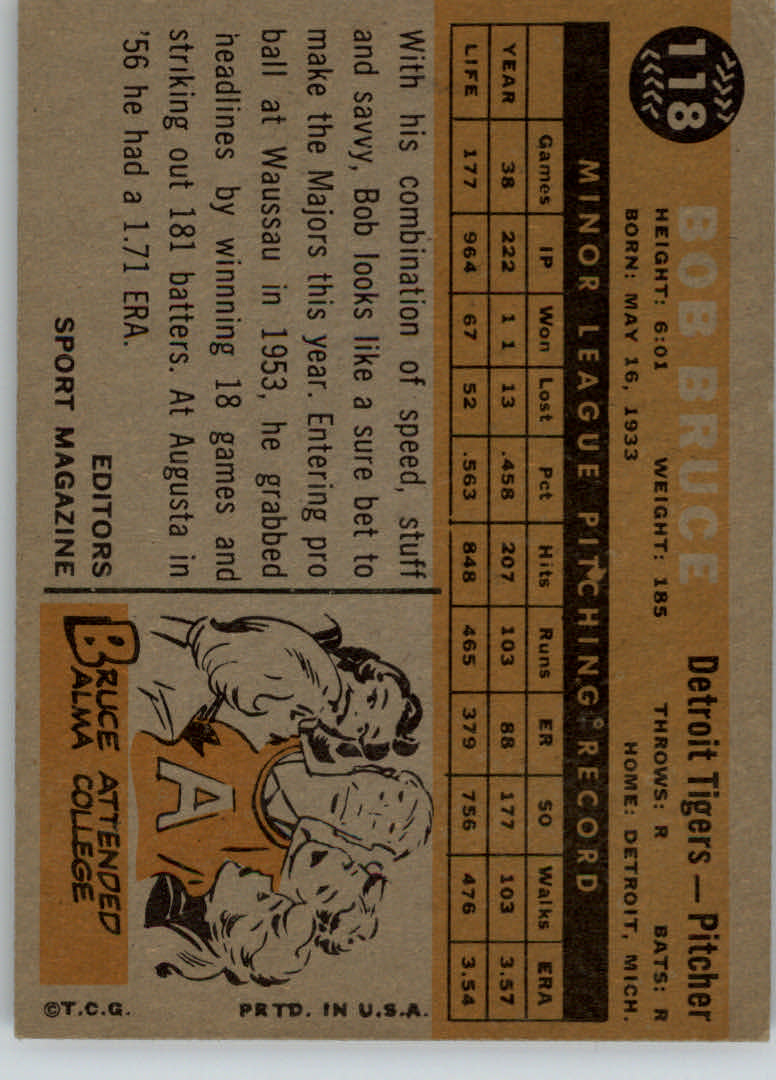 118
BOB BRUCE
Detroit Tigers — Pitcher
HEIGHT: 6:01 WEIGHT: 185 THROWS: R BATS: R
BORN: MAY 16, 1933 HOME: DETROIT, MICH.
MINOR LEAGUE PITCHING RECORD
Games IP Won Lost Pct Hits Runs ER SO Walks ERA
YEAR 38 222 11 13 .458 207 103 88 177 103 3.57
LIFE 177 964 67 52 .563 848 465 379 756 476 3.54
With his combination of speed, stuff
and savvy, Bob looks like a sure bet to
make the Majors this year. Entering pro
ball at Waussau in 1953, he grabbed
headlines by winnning 18 games and
striking out 181 batters. At Augusta in
'56 he had a 1.71 ERA.
EDITORS
SPORT MAGAZINE
A
BRUCE ATTENDED
ALMA COLLEGE
©T.C.G. PRTD. IN U.S.A.